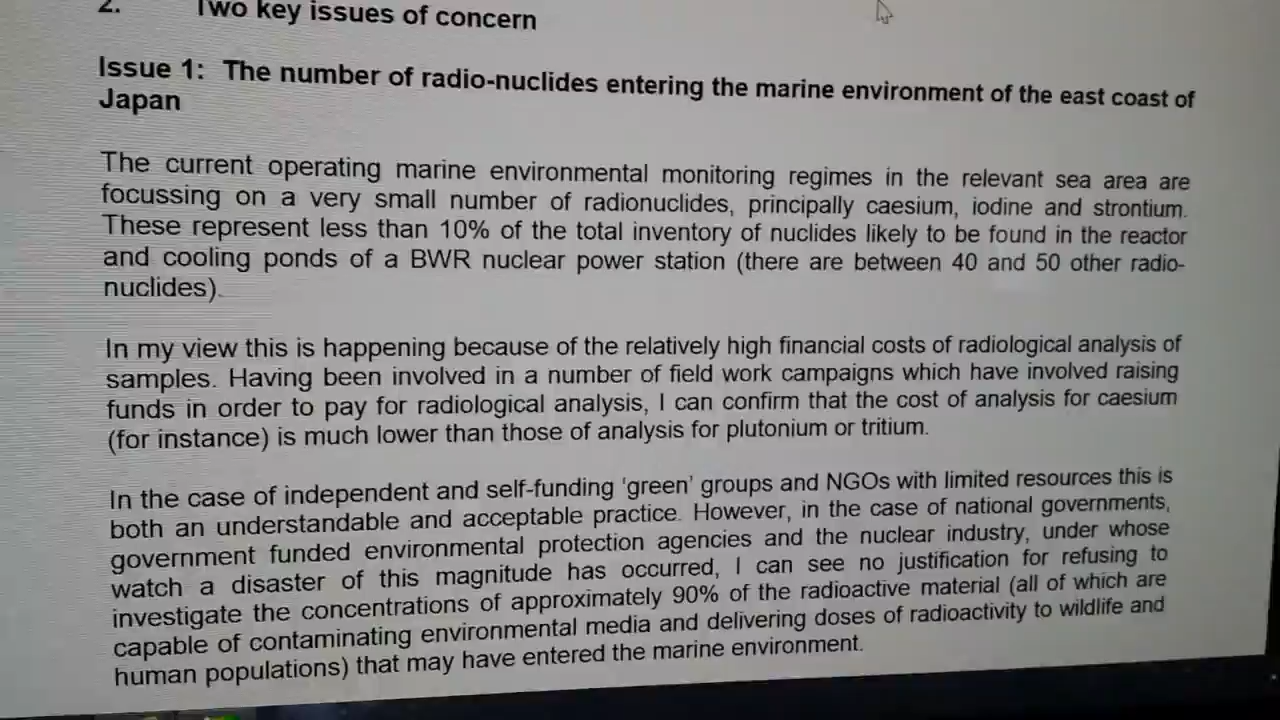 2. Two key issues of concern
Issue 1: The number of radio-nuclides entering the marine environment of the east coast of
Japan
The current operating marine environmental monitoring regimes in the relevant sea area are
focussing on a very small number of radionuclides, principally caesium, iodine and strontium.
These represent less than 10% of the total inventory of nuclides likely to be found in the reactor
and cooling ponds of a BWR nuclear power station (there are between 40 and 50 other radio-
nuclides).
In my view this is happening because of the relatively high financial costs of radiological analysis of
samples. Having been involved in a number of field work campaigns which have involved raising
funds in order to pay for radiological analysis, I can confirm that the cost of analysis for caesium
(for instance) is much lower than those of analysis for plutonium or tritium.
In the case of independent and self-funding ‘green’ groups and NGOs with limited resources this is
both an understandable and acceptable practice. However, in the case of national governments,
government funded environmental protection agencies and the nuclear industry, under whose
watch a disaster of this magnitude has occurred, I can see no justification for refusing to
investigate the concentrations of approximately 90% of the radioactive material (all of which are
capable of contaminating environmental media and delivering doses of radioactivity to wildlife and
human populations) that may have entered the marine environment.